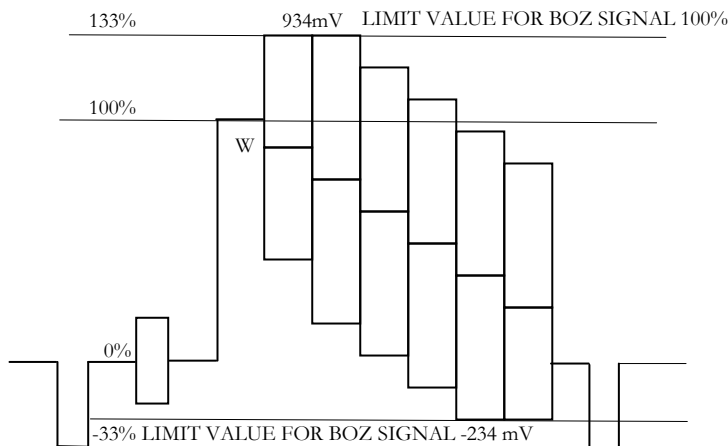 133% 934mV LIMIT VALUE FOR BOZ SIGNAL 100%
100%
W
0%
-33% LIMIT VALUE FOR BOZ SIGNAL -234 mV